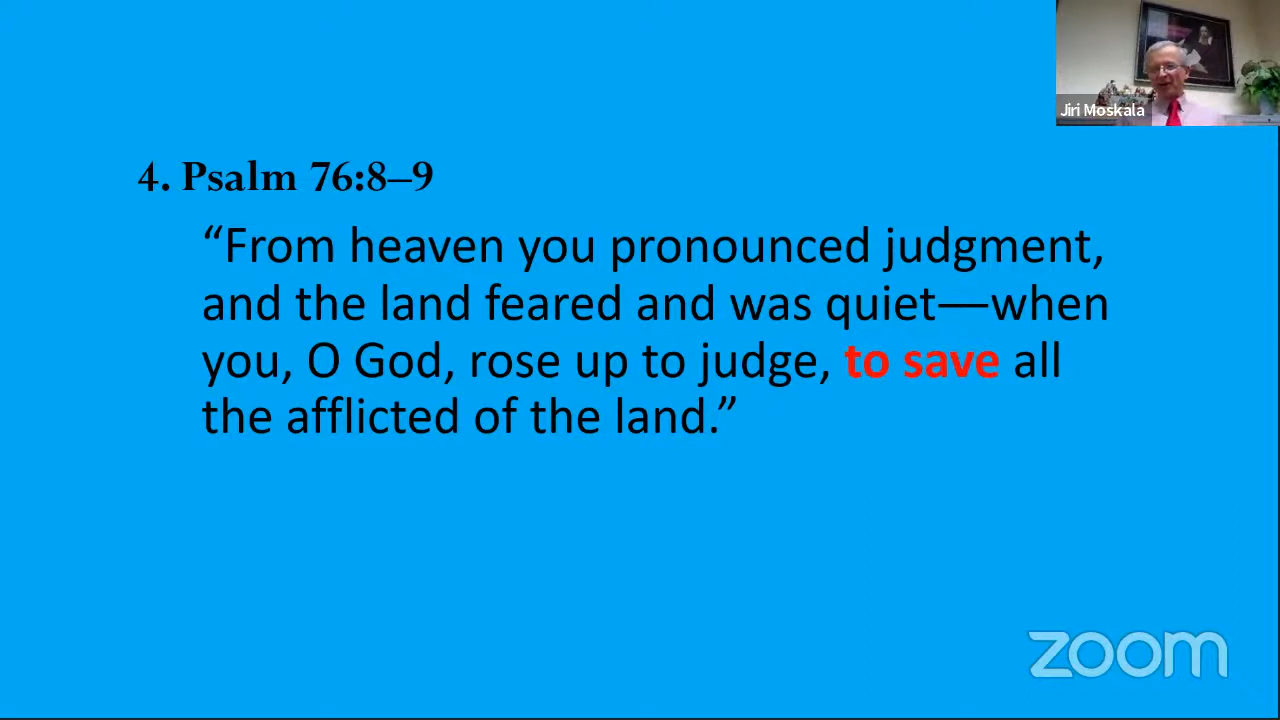 Jiri Moskala
4. Psalm 76:8–9
“From heaven you pronounced judgment,
and the land feared and was quiet—when
you, O God, rose up to judge, to save all
the afflicted of the land.”
zoom